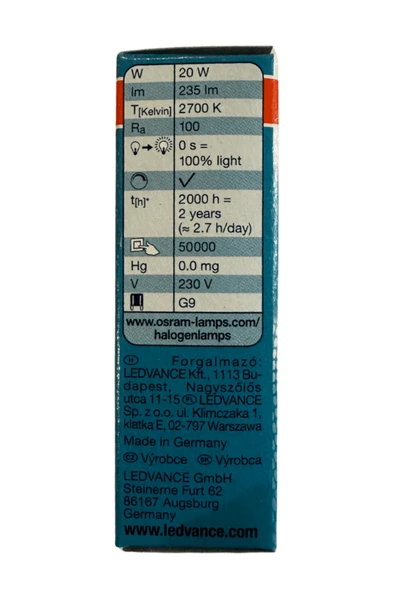 W 20 W
lm 235 lm
T[Kelvin] 2700 K
Ra 100
0 s =
100% light
t[h]* 2000 h =
2 years
(≈ 2.7 h/day)
50000
Hg 0.0 mg
V 230 V
G9
www.osram-lamps.com/
halogenlamps
H Forgalmazó:
LEDVANCE Kft., 1113 Bu-
dapest, Nagyszőlős
utca 11-15 PL LEDVANCE
Sp. z o.o. ul. Klimczaka 1,
klatka E, 02-797 Warszawa
Made in Germany
CZ Výrobce SK Výrobca
LEDVANCE GmbH
Steinerne Furt 62
86167 Augsburg
Germany
www.ledvance.com